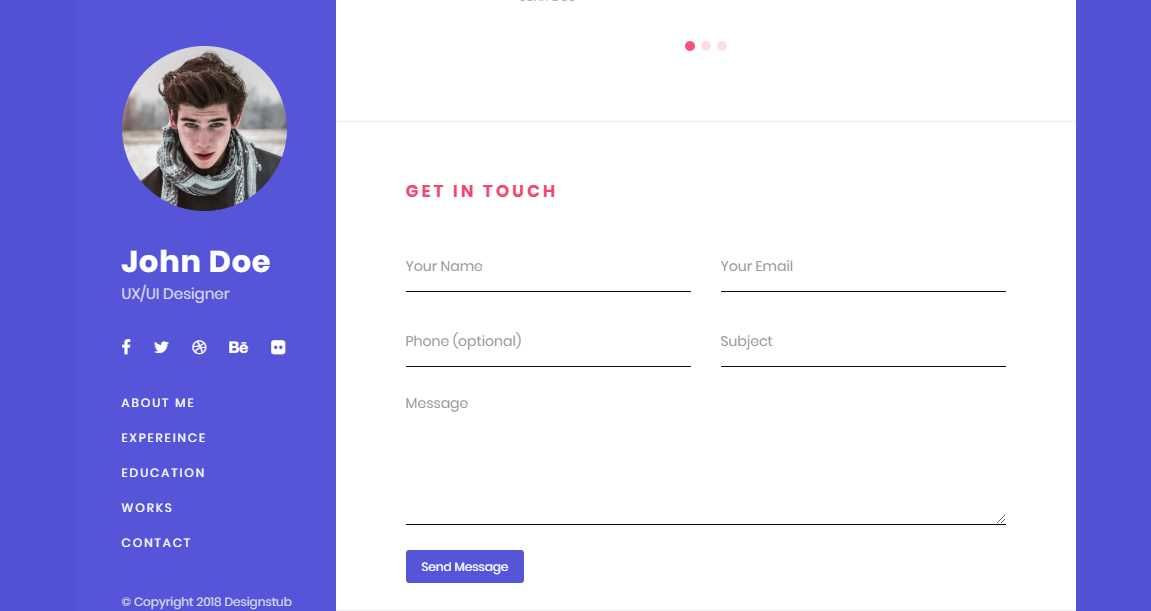 John Doe
UX/UI Designer
Bē
ABOUT ME
EXPEREINCE
EDUCATION
WORKS
CONTACT
© Copyright 2018 Designstub
GET IN TOUCH
Your Name
Your Email
Phone (optional)
Subject
Message
Send Message